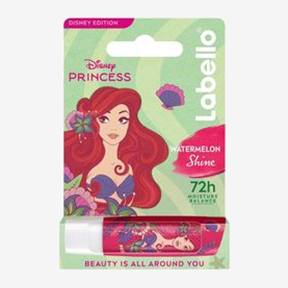 DISNEY EDITION
Disney
PRINCESS
Labello
WATERMELON
Shine
72h
MOISTURE
BALANCE
BEAUTY IS ALL AROUND YOU